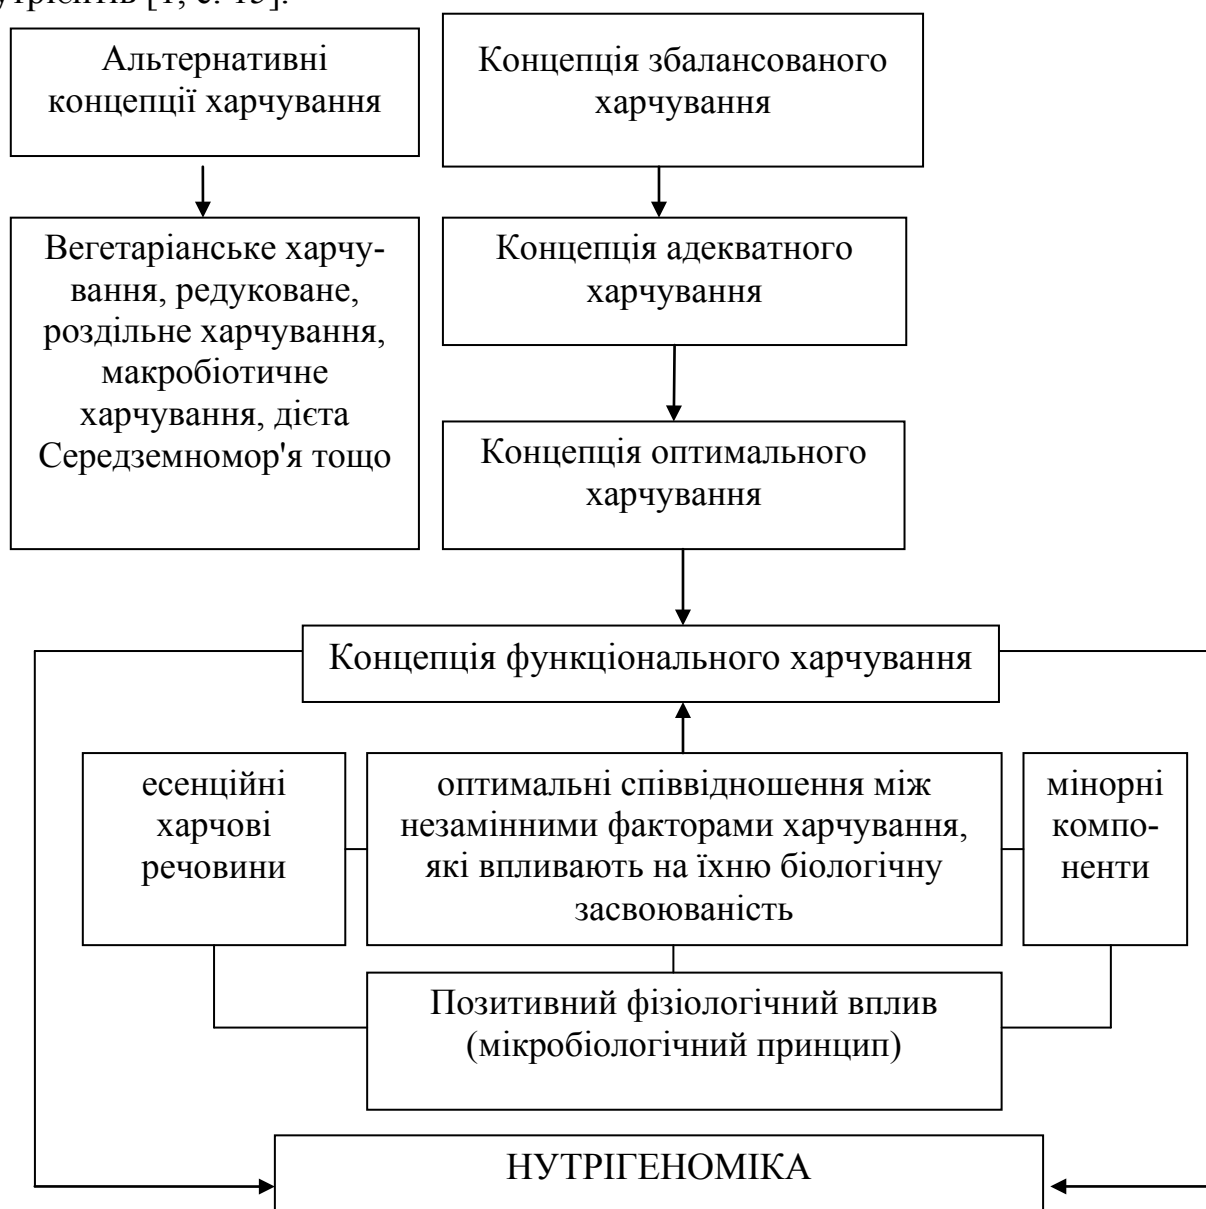 [1, с. 13].
Альтернативні
концепції харчування
Концепція збалансованого
харчування
Вегетаріанське харчу-
вання, редуковане,
роздільне харчування,
макробіотичне
харчування, дієта
Середземномор'я тощо
Концепція адекватного
харчування
Концепція оптимального
харчування
Концепція функціонального харчування
есенційні
харчові
речовини
оптимальні співвідношення між
незамінними факторами харчування,
які впливають на їхню біологічну
засвоюваність
мінорні
компо-
ненти
Позитивний фізіологічний вплив
(мікробіологічний принцип)
НУТРІГЕНОМІКА